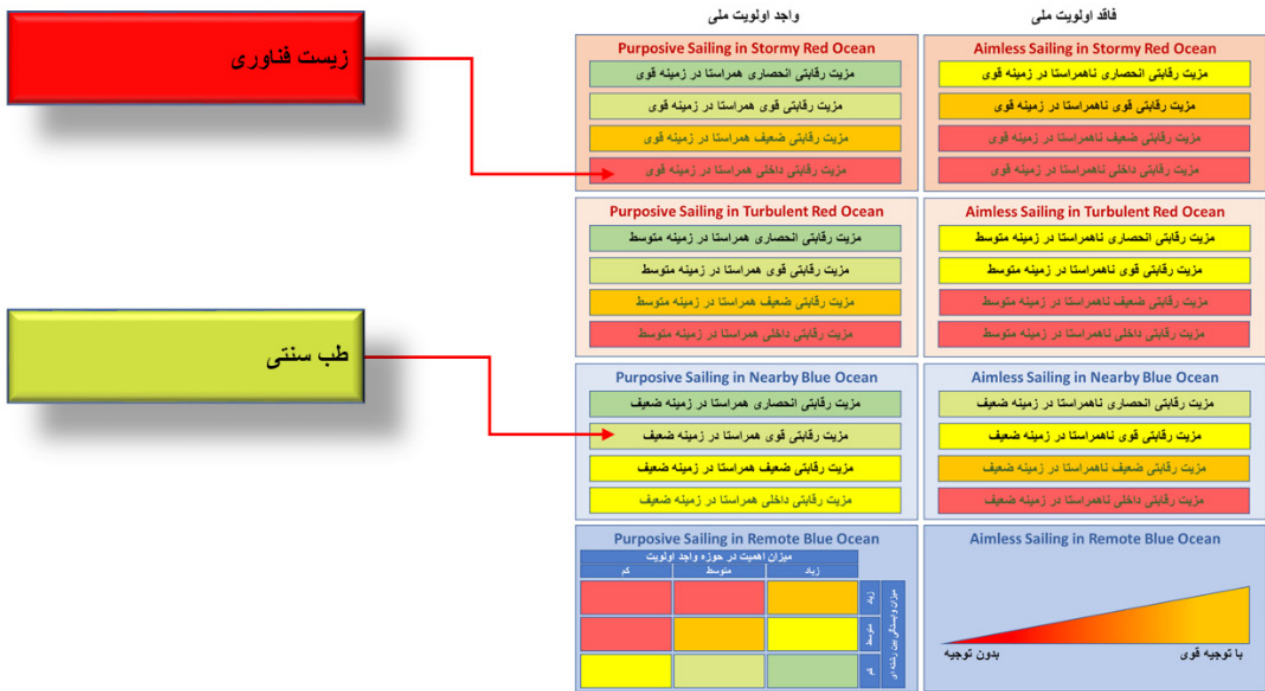 واجد اولویت ملی
فاقد اولویت ملی
زیست فناوری
Purposive Sailing in Stormy Red Ocean
مزیت رقابتی انحصاری همراستا در زمینه قوی
مزیت رقابتی قوی همراستا در زمینه قوی
مزیت رقابتی ضعیف همراستا در زمینه قوی
مزیت رقابتی داخلی همراستا در زمینه قوی
Aimless Sailing in Stormy Red Ocean
مزیت رقابتی انحصاری ناهمراستا در زمینه قوی
مزیت رقابتی قوی ناهمراستا در زمینه قوی
مزیت رقابتی ضعیف ناهمراستا در زمینه قوی
مزیت رقابتی داخلی ناهمراستا در زمینه قوی
Purposive Sailing in Turbulent Red Ocean
مزیت رقابتی انحصاری همراستا در زمینه متوسط
مزیت رقابتی قوی همراستا در زمینه متوسط
مزیت رقابتی ضعیف همراستا در زمینه متوسط
مزیت رقابتی داخلی همراستا در زمینه متوسط
Aimless Sailing in Turbulent Red Ocean
مزیت رقابتی انحصاری ناهمراستا در زمینه متوسط
مزیت رقابتی قوی ناهمراستا در زمینه متوسط
مزیت رقابتی ضعیف ناهمراستا در زمینه متوسط
مزیت رقابتی داخلی ناهمراستا در زمینه متوسط
طب سنتی
Purposive Sailing in Nearby Blue Ocean
مزیت رقابتی انحصاری همراستا در زمینه ضعیف
مزیت رقابتی قوی همراستا در زمینه ضعیف
مزیت رقابتی ضعیف همراستا در زمینه ضعیف
مزیت رقابتی داخلی همراستا در زمینه ضعیف
Aimless Sailing in Nearby Blue Ocean
مزیت رقابتی انحصاری ناهمراستا در زمینه ضعیف
مزیت رقابتی قوی ناهمراستا در زمینه ضعیف
مزیت رقابتی ضعیف ناهمراستا در زمینه ضعیف
مزیت رقابتی داخلی ناهمراستا در زمینه ضعیف
Purposive Sailing in Remote Blue Ocean
میزان اهمیت در حوزه واجد اولویت
زیاد
متوسط
کم
میزان وابستگی بین رشته ای
زیاد
متوسط
کم
Aimless Sailing in Remote Blue Ocean
با توجیه قوی
بدون توجیه